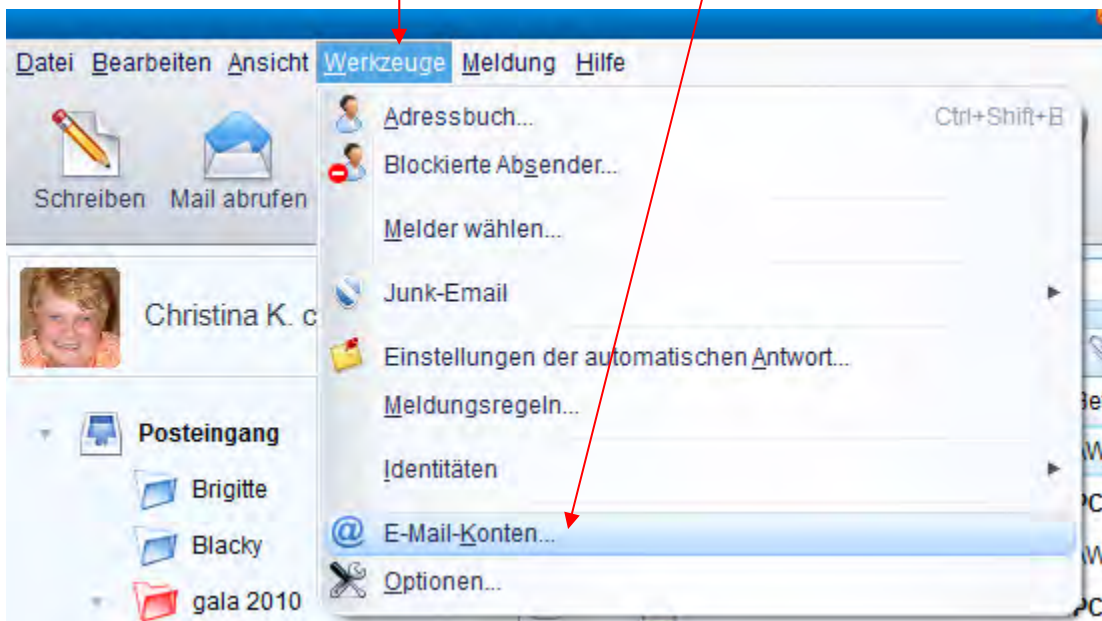 Datei Bearbeiten Ansicht Werkzeuge Meldung Hilfe
Schreiben Mail abrufen
Adressbuch... Ctrl+Shift+B
Blockierte Absender...
Melder wählen...
Junk-Email
Einstellungen der automatischen Antwort...
Meldungsregeln...
Identitäten
E-Mail-Konten...
Optionen...
Christina K. c
Posteingang
Brigitte
Blacky
gala 2010